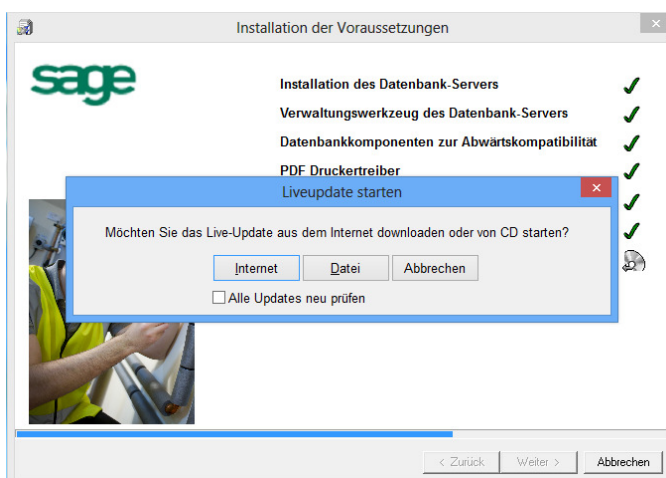 Installation der Voraussetzungen
sage
Installation des Datenbank-Servers
Verwaltungswerkzeug des Datenbank-Servers
Datenbankkomponenten zur Abwärtskompatibilität
PDF Druckertreiber
Liveupdate starten
Möchten Sie das Live-Update aus dem Internet downloaden oder von CD starten?
Internet Datei Abbrechen
Alle Updates neu prüfen
< Zurück Weiter > Abbrechen